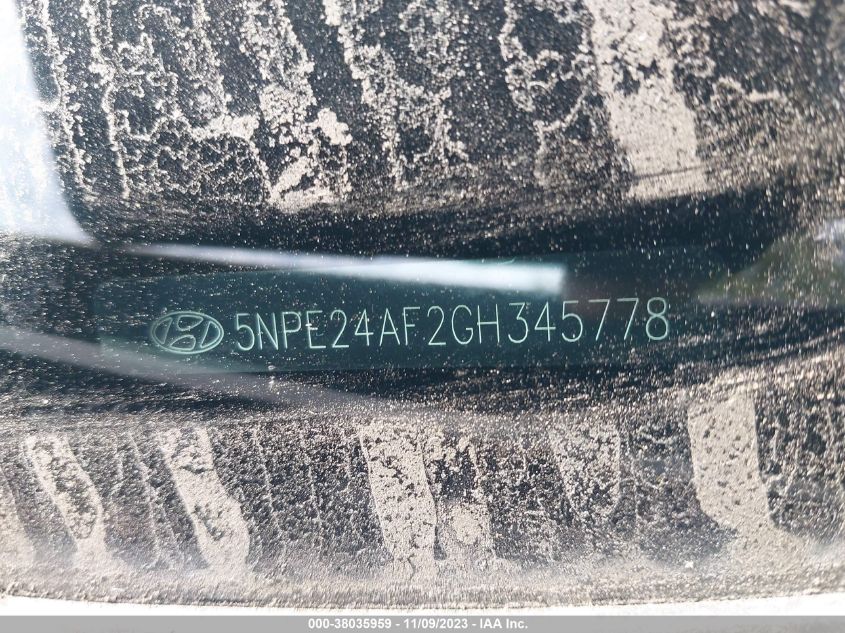 5NPE24AF2GH345778
000-38035959 - 11/09/2023 - IAA Inc.